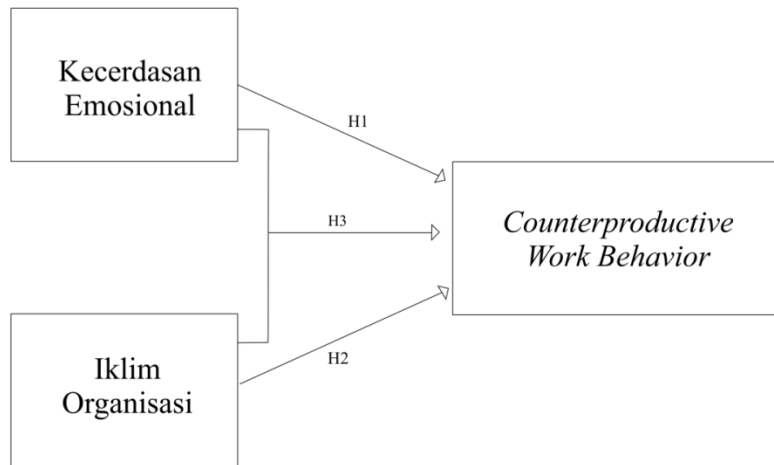 Kecerdasan
Emosional
H1
H3
Counterproductive
Work Behavior
H2
Iklim
Organisasi